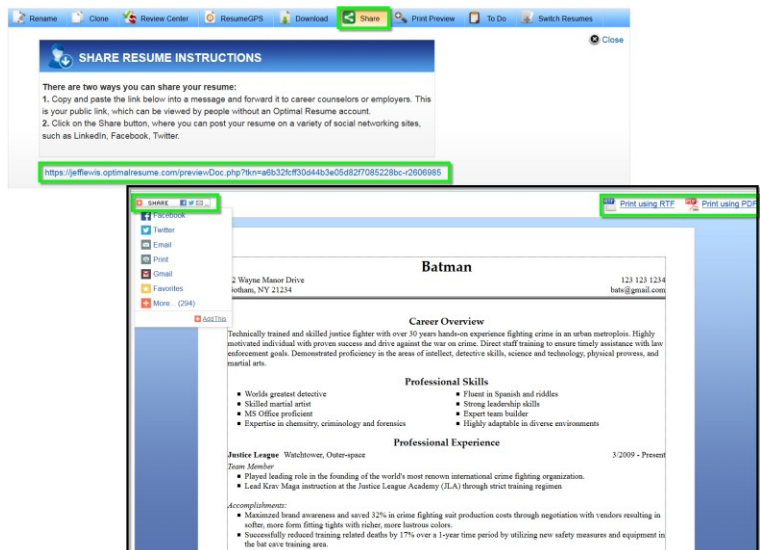 Rename Clone Review Center ResumeGPS Download Share Print Preview To Do Switch Resumes
Close
SHARE RESUME INSTRUCTIONS
There are two ways you can share your resume:
1. Copy and paste the link below into a message and forward it to career counselors or employers. This
is your public link, which can be viewed by people without an Optimal Resume account.
2. Click on the Share button, where you can post your resume on a variety of social networking sites,
such as LinkedIn, Facebook, Twitter.
https://jefflewis.optimalresume.com/previewDoc.php?tkn=a6b32fcff30d44b3e05d82f7085228bc-r2606985
SHARE
Print using RTF Print using PDF
Facebook
Twitter
Email
Print
Gmail
Favorites
More... (294)
AddThis
Batman
2 Wayne Manor Drive 123 123 1234
Gotham, NY 21234 bats@gmail.com
Career Overview
Technically trained and skilled justice fighter with over 30 years hands-on experience fighting crime in an urban metroplois. Highly
motivated individual with proven success and drive against the war on crime. Direct staff training to ensure timely assistance with law
enforcement goals. Demonstrated proficiency in the areas of intellect, detective skills, science and technology, physical prowess, and
martial arts.
Professional Skills
▪ Worlds greatest detective ▪ Fluent in Spanish and riddles
▪ Skilled martial artist ▪ Strong leadership skills
▪ MS Office proficient ▪ Expert team builder
▪ Expertise in chemsitry, criminology and forensics ▪ Highly adaptable in diverse environments
Professional Experience
Justice League Watchtower, Outer-space 3/2009 - Present
Team Member
▪ Played leading role in the founding of the world's most renown international crime fighting organization.
▪ Lead Krav Maga instruction at the Justice League Academy (JLA) through strict training regimen
Accomplishments:
▪ Maximzed brand awareness and saved 32% in crime fighting suit production costs through negotiation with vendors resulting in
softer, more form fitting tights with richer, more lustrous colors.
▪ Successfully reduced training related deaths by 17% over a 1-year time period by utilizing new safety measures and equipment in
the bat cave training area.